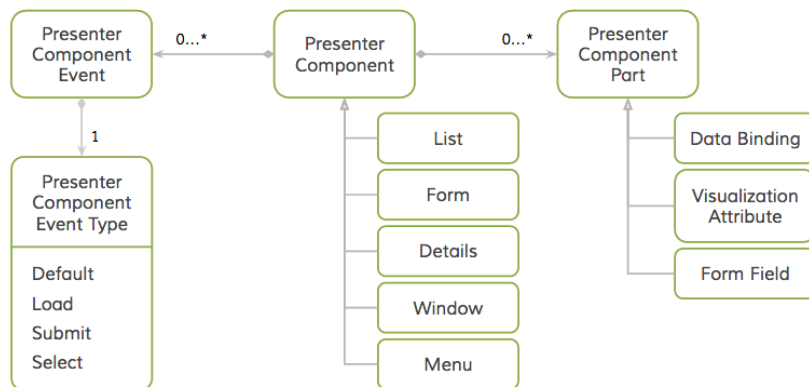 Presenter
Component
Event
0...*
Presenter
Component
0...*
Presenter
Component
Part
1
Presenter
Component
Event Type
Default
Load
Submit
Select
List
Form
Details
Window
Menu
Data Binding
Visualization
Attribute
Form Field